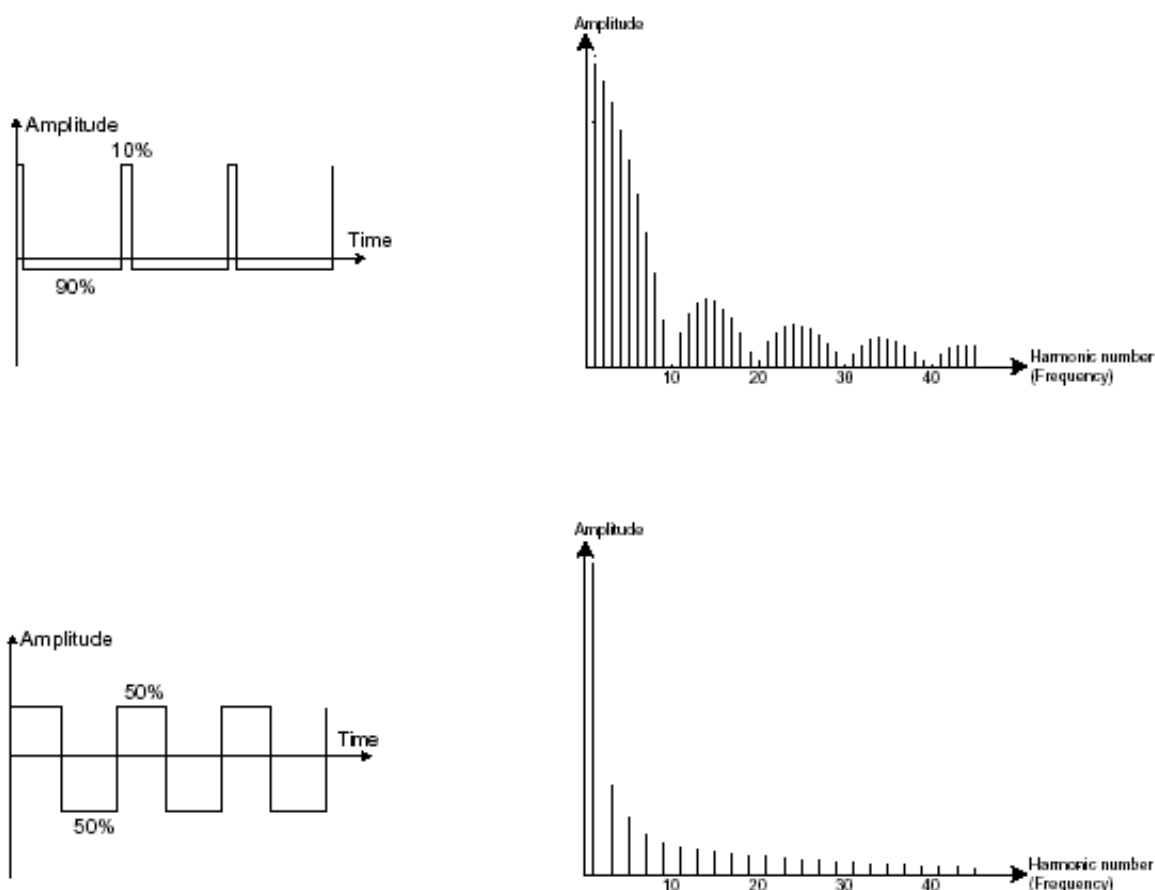 Amplitude
Amplitude
10%
Time
90%
Harmonic number
(Frequency)
10 20 30 40
Amplitude
Amplitude
50%
Time
50%
Harmonic number
(Frequency)
10 20 30 40